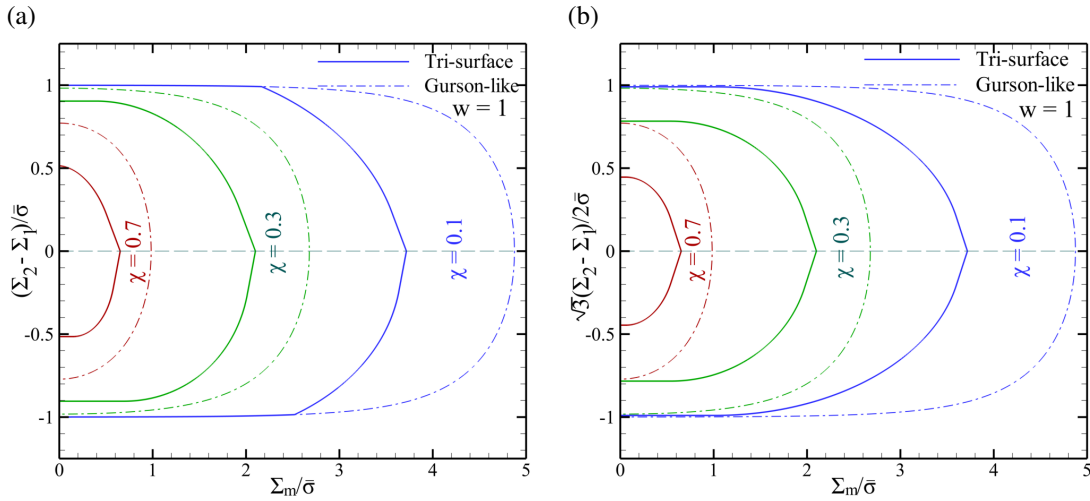 (a)
Tri-surface
Gurson-like
w = 1
1
0.5
0
-0.5
-1
(Σ₂ - Σ₁)/σ̄
χ = 0.7
χ = 0.3
χ = 0.1
0 1 2 3 4 5
Σₘ/σ̄
(b)
Tri-surface
Gurson-like
w = 1
1
0.5
0
-0.5
-1
√3(Σ₂ - Σ₁)/2σ̄
χ = 0.7
χ = 0.3
χ = 0.1
0 1 2 3 4 5
Σₘ/σ̄